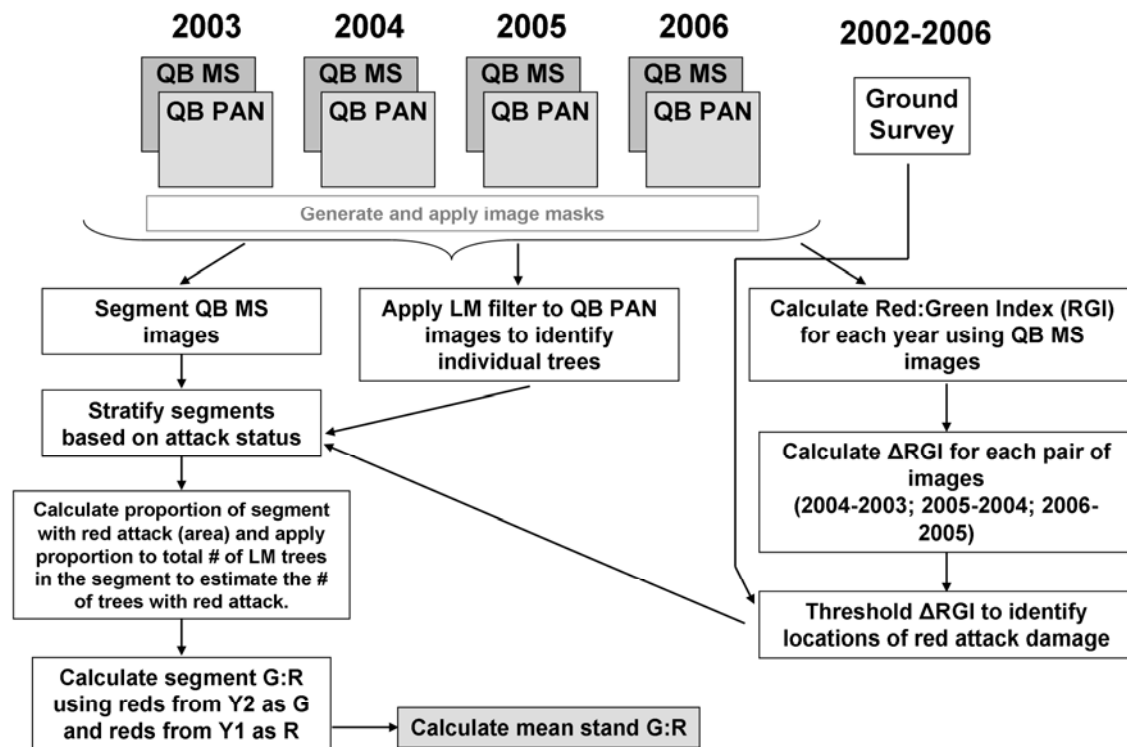 2003
2004
2005
2006
2002-2006
QB MS
QB PAN
QB MS
QB PAN
QB MS
QB PAN
QB MS
QB PAN
Ground
Survey
Generate and apply image masks
Segment QB MS
images
Apply LM filter to QB PAN
images to identify
individual trees
Calculate Red:Green Index (RGI)
for each year using QB MS
images
Stratify segments
based on attack status
Calculate ΔRGI for each pair of
images
(2004-2003; 2005-2004; 2006-
2005)
Calculate proportion of segment
with red attack (area) and apply
proportion to total # of LM trees
in the segment to estimate the #
of trees with red attack.
Threshold ΔRGI to identify
locations of red attack damage
Calculate segment G:R
using reds from Y2 as G
and reds from Y1 as R
Calculate mean stand G:R